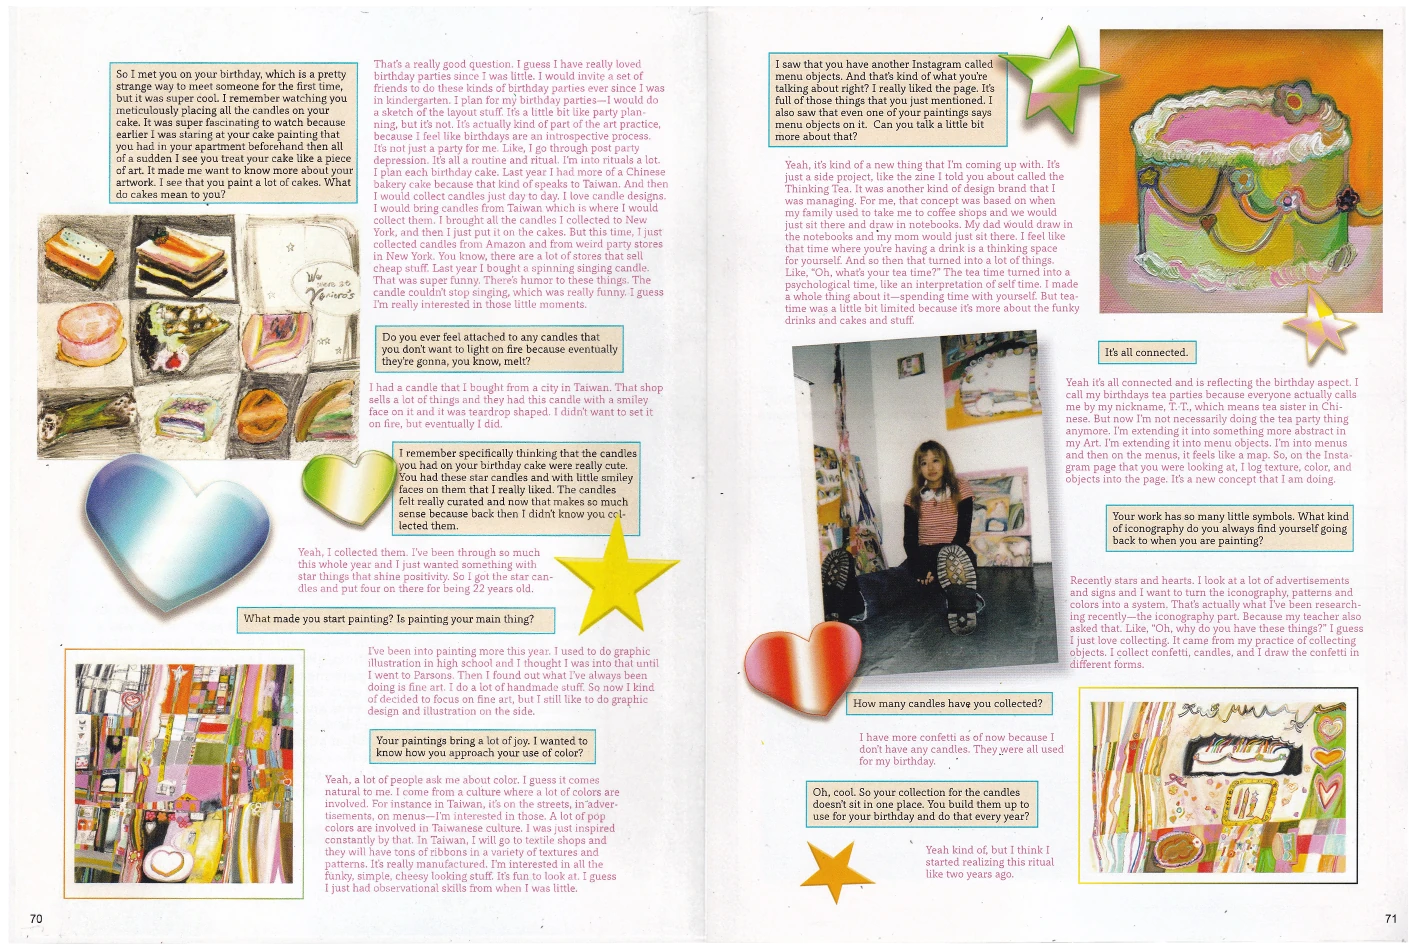 So I met you on your birthday, which is a pretty
strange way to meet someone for the first time,
but it was super cool. I remember watching you
meticulously placing all the candles on your
cake. It was super fascinating to watch because
earlier I was staring at your cake painting that
you had in your apartment beforehand then all
of a sudden I see you treat your cake like a piece
of art. It made me want to know more about your
artwork. I see that you paint a lot of cakes. What
do cakes mean to you?
That's a really good question. I guess I have really loved
birthday parties since I was little. I would invite a set of
friends to do these kinds of birthday parties ever since I was
in kindergarten. I plan for my birthday parties—I would do
a sketch of the layout stuff. It's a little bit like party plan-
ning, but it's not. It's actually kind of part of the art practice,
because I feel like birthdays are an introspective process.
It's not just a party for me. Like, I go through post party
depression. It's all a routine and ritual. I'm into rituals a lot.
I plan each birthday cake. Last year I had more of a Chinese
bakery cake because that kind of speaks to Taiwan. And then
I would collect candles just day to day. I love candle designs.
I would bring candles from Taiwan which is where I would
collect them. I brought all the candles I collected to New
York, and then I just put it on the cakes. But this time, I just
collected candles from Amazon and from weird party stores
in New York. You know, there are a lot of stores that sell
cheap stuff. Last year I bought a spinning singing candle.
That was super funny. There's humor to these things. The
candle couldn't stop singing, which was really funny. I guess
I'm really interested in those little moments.
We
were at
Veniero's
Do you ever feel attached to any candles that
you don't want to light on fire because eventually
they're gonna, you know, melt?
I had a candle that I bought from a city in Taiwan. That shop
sells a lot of things and they had this candle with a smiley
face on it and it was teardrop shaped. I didn't want to set it
on fire, but eventually I did.
I remember specifically thinking that the candles
you had on your birthday cake were really cute.
You had these star candles and with little smiley
faces on them that I really liked. The candles
felt really curated and now that makes so much
sense because back then I didn't know you col-
lected them.
Yeah, I collected them. I've been through so much
this whole year and I just wanted something with
star things that shine positivity. So I got the star can-
dles and put four on there for being 22 years old.
What made you start painting? Is painting your main thing?
I've been into painting more this year. I used to do graphic
illustration in high school and I thought I was into that until
I went to Parsons. Then I found out what I've always been
doing is fine art. I do a lot of handmade stuff. So now I kind
of decided to focus on fine art, but I still like to do graphic
design and illustration on the side.
Your paintings bring a lot of joy. I wanted to
know how you approach your use of color?
Yeah, a lot of people ask me about color. I guess it comes
natural to me. I come from a culture where a lot of colors are
involved. For instance in Taiwan, it's on the streets, in adver-
tisements, on menus—I'm interested in those. A lot of pop
colors are involved in Taiwanese culture. I was just inspired
constantly by that. In Taiwan, I will go to textile shops and
they will have tons of ribbons in a variety of textures and
patterns. It's really manufactured. I'm interested in all the
funky, simple, cheesy looking stuff. It's fun to look at. I guess
I just had observational skills from when I was little.
70
I saw that you have another Instagram called
menu objects. And that's kind of what you're
talking about right? I really liked the page. It's
full of those things that you just mentioned. I
also saw that even one of your paintings says
menu objects on it. Can you talk a little bit
more about that?
Yeah, it's kind of a new thing that I'm coming up with. It's
just a side project, like the zine I told you about called the
Thinking Tea. It was another kind of design brand that I
was managing. For me, that concept was based on when
my family used to take me to coffee shops and we would
just sit there and draw in notebooks. My dad would draw in
the notebooks and my mom would just sit there. I feel like
that time where you're having a drink is a thinking space
for yourself. And so then that turned into a lot of things.
Like, "Oh, what's your tea time?" The tea time turned into a
psychological time, like an interpretation of self time. I made
a whole thing about it—spending time with yourself. But tea-
time was a little bit limited because it's more about the funky
drinks and cakes and stuff.
It's all connected.
Yeah it's all connected and is reflecting the birthday aspect. I
call my birthdays tea parties because everyone actually calls
me by my nickname, T. T., which means tea sister in Chi-
nese. But now I'm not necessarily doing the tea party thing
anymore. I'm extending it into something more abstract in
my Art. I'm extending it into menu objects. I'm into menus
and then on the menus, it feels like a map. So, on the Insta-
gram page that you were looking at, I log texture, color, and
objects into the page. It's a new concept that I am doing.
Your work has so many little symbols. What kind
of iconography do you always find yourself going
back to when you are painting?
Recently stars and hearts. I look at a lot of advertisements
and signs and I want to turn the iconography, patterns and
colors into a system. That's actually what I've been research-
ing recently—the iconography part. Because my teacher also
asked that. Like, "Oh, why do you have these things?" I guess
I just love collecting. It came from my practice of collecting
objects. I collect confetti, candles, and I draw the confetti in
different forms.
How many candles have you collected?
I have more confetti as of now because I
don't have any candles. They were all used
for my birthday.
Oh, cool. So your collection for the candles
doesn't sit in one place. You build them up to
use for your birthday and do that every year?
Yeah kind of, but I think I
started realizing this ritual
like two years ago.
71